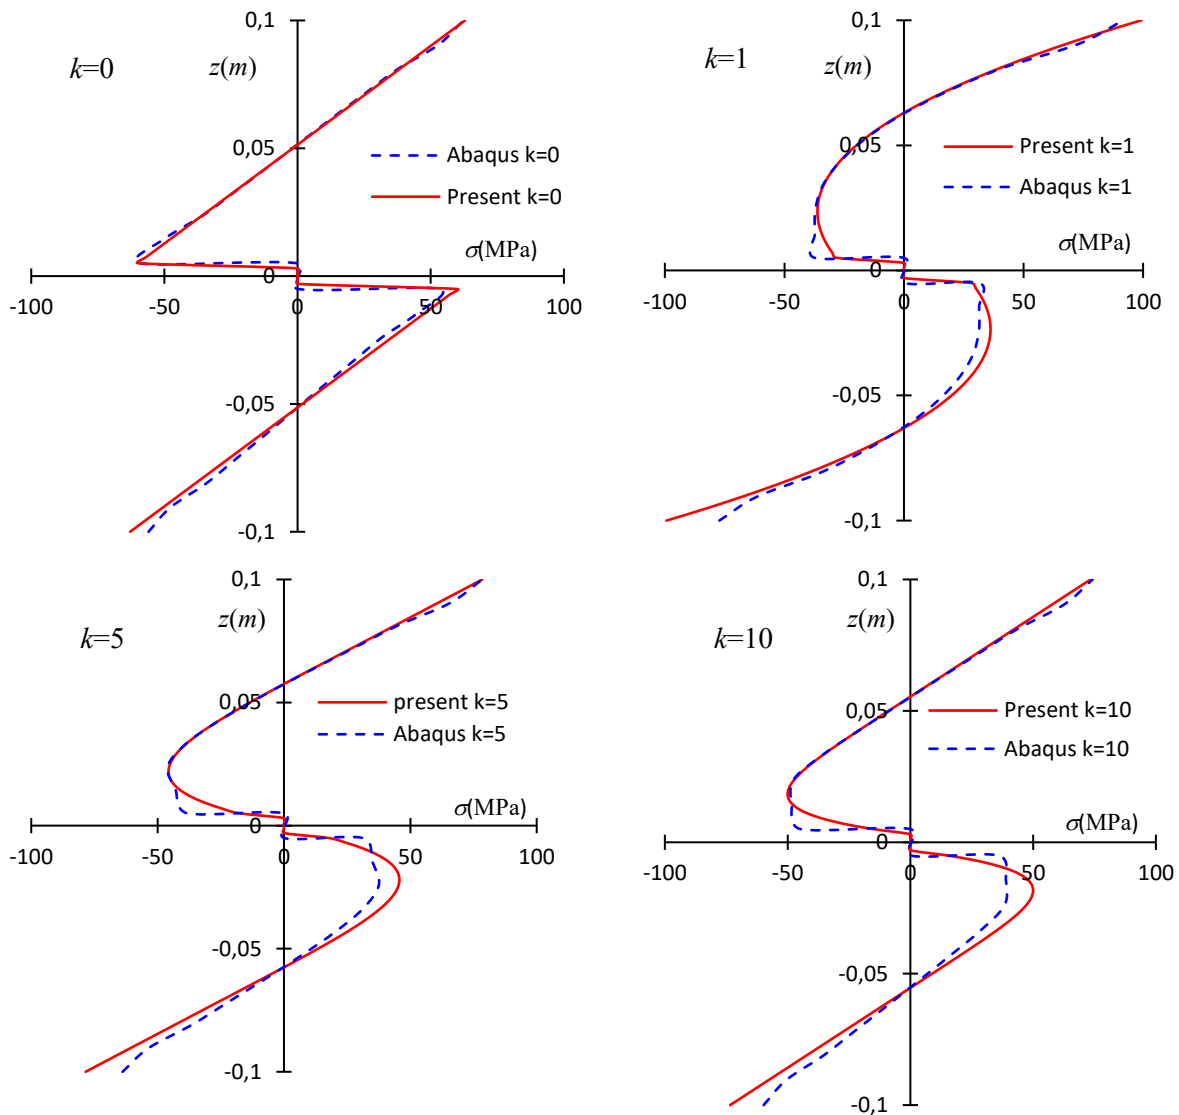 0,1
k=0
z(m)
0,05
Abaqus k=0
Present k=0
σ(MPa)
0
-100
-50
0
50
100
-0,05
-0,1
0,1
k=1
z(m)
0,05
Present k=1
Abaqus k=1
σ(MPa)
0
-100
-50
0
50
100
-0,05
-0,1
0,1
k=5
z(m)
0,05
present k=5
Abaqus k=5
σ(MPa)
0
-100
-50
0
50
100
-0,05
-0,1
0,1
k=10
z(m)
0,05
Present k=10
Abaqus k=10
σ(MPa)
0
-100
-50
0
50
100
-0,05
-0,1